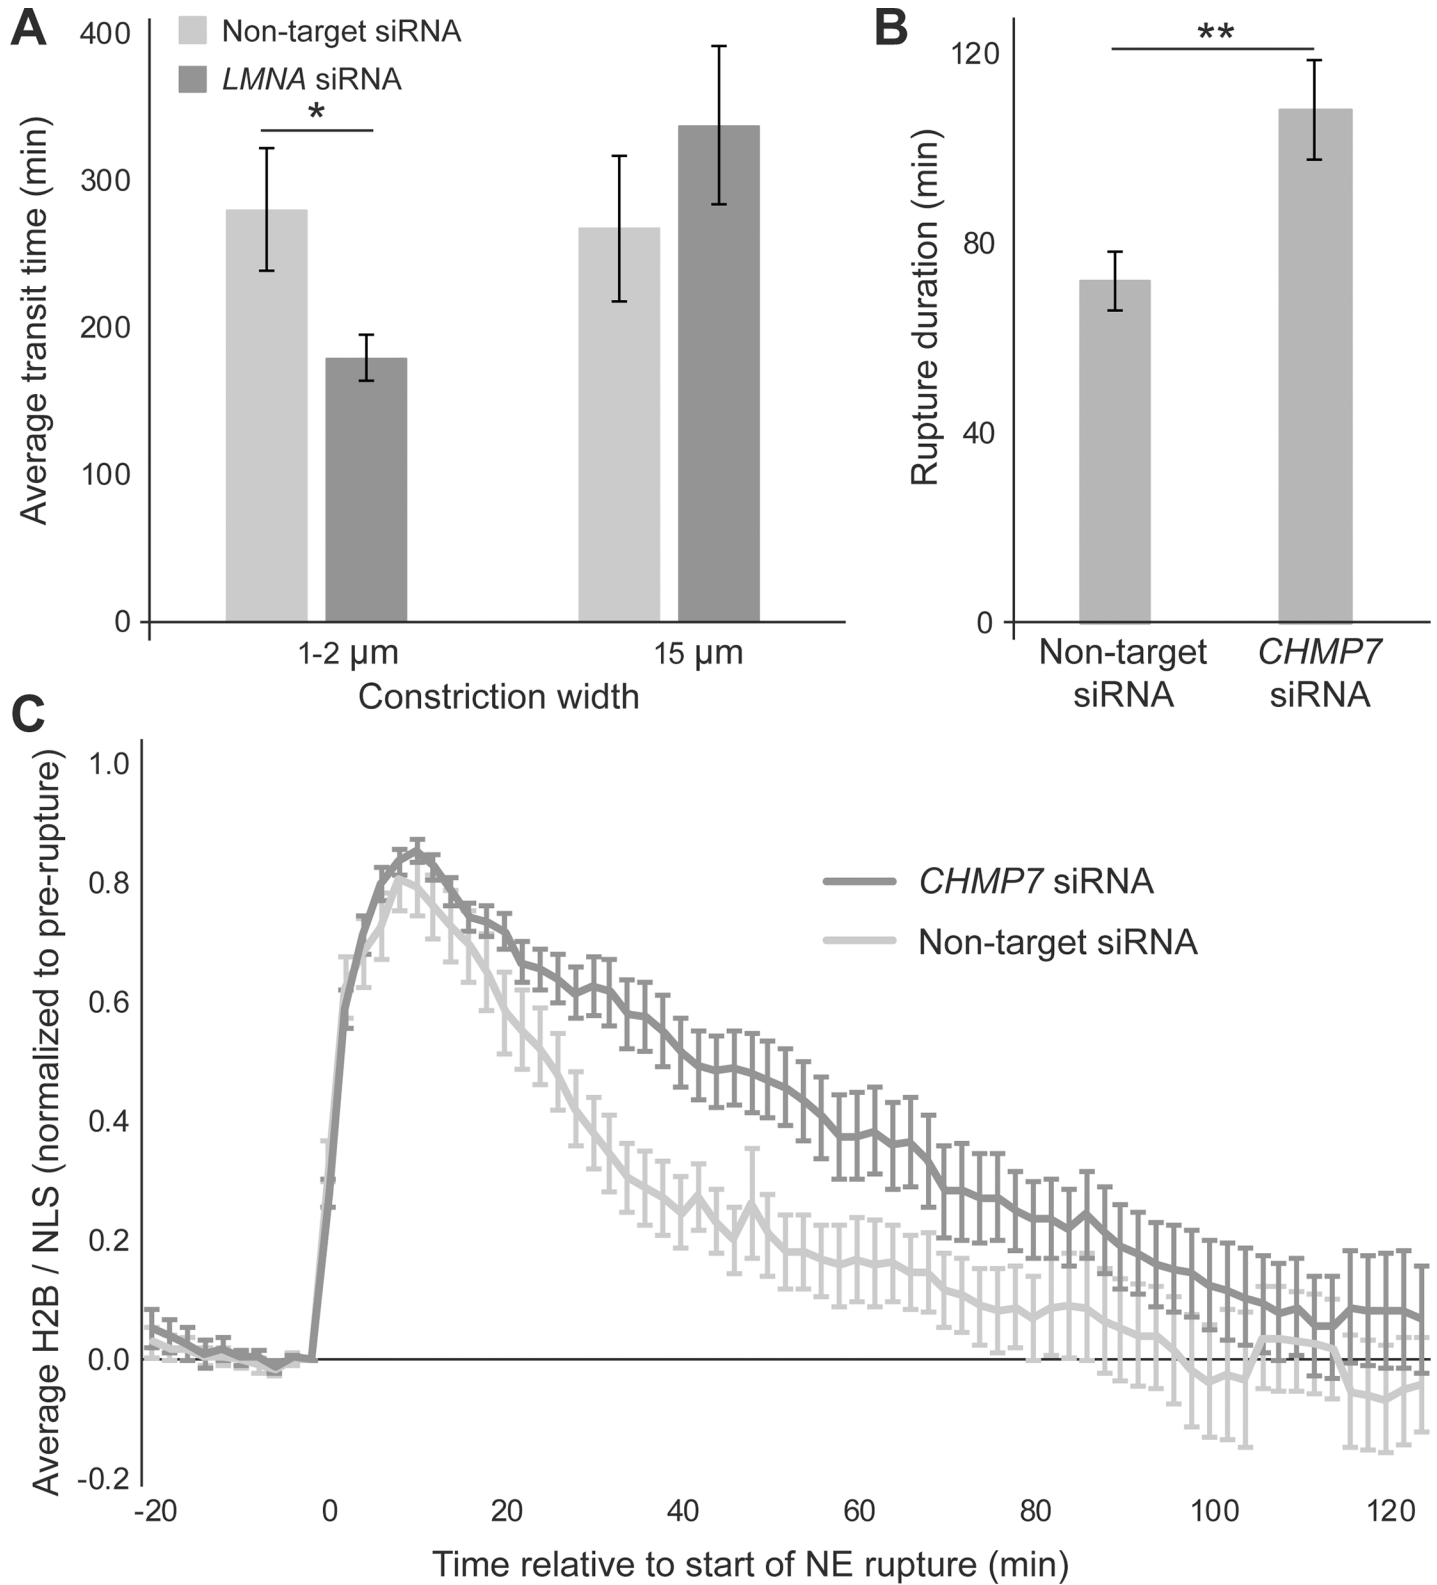 A
Average transit time (min)
400
300
200
100
0
Non-target siRNA
LMNA siRNA
*
1-2 µm
15 µm
Constriction width
B
Rupture duration (min)
120
80
40
0
**
Non-target
siRNA
CHMP7
siRNA
C
Average H2B / NLS (normalized to pre-rupture)
1.0
0.8
0.6
0.4
0.2
0.0
-0.2
CHMP7 siRNA
Non-target siRNA
-20 0 20 40 60 80 100 120
Time relative to start of NE rupture (min)